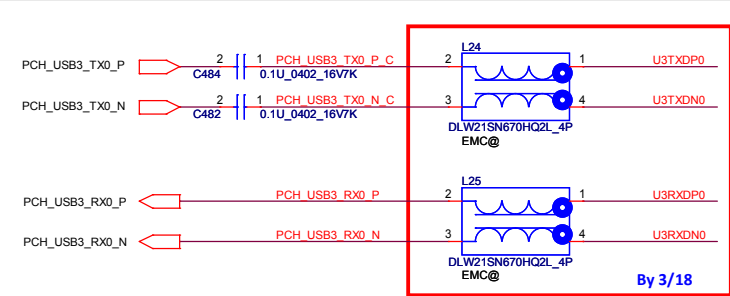 L24
PCH_USB3_TX0_P 2 1 PCH_USB3_TX0_P_C 2 1 U3TXDP0
C484 0.1U_0402_16V7K
PCH_USB3_TX0_N 2 1 PCH_USB3_TX0_N_C 3 4 U3TXDN0
C482 0.1U_0402_16V7K
DLW21SN670HQ2L_4P
EMC@
L25
PCH_USB3_RX0_P PCH_USB3_RX0_P 2 1 U3RXDP0
PCH_USB3_RX0_N PCH_USB3_RX0_N 3 4 U3RXDN0
DLW21SN670HQ2L_4P
EMC@
By 3/18